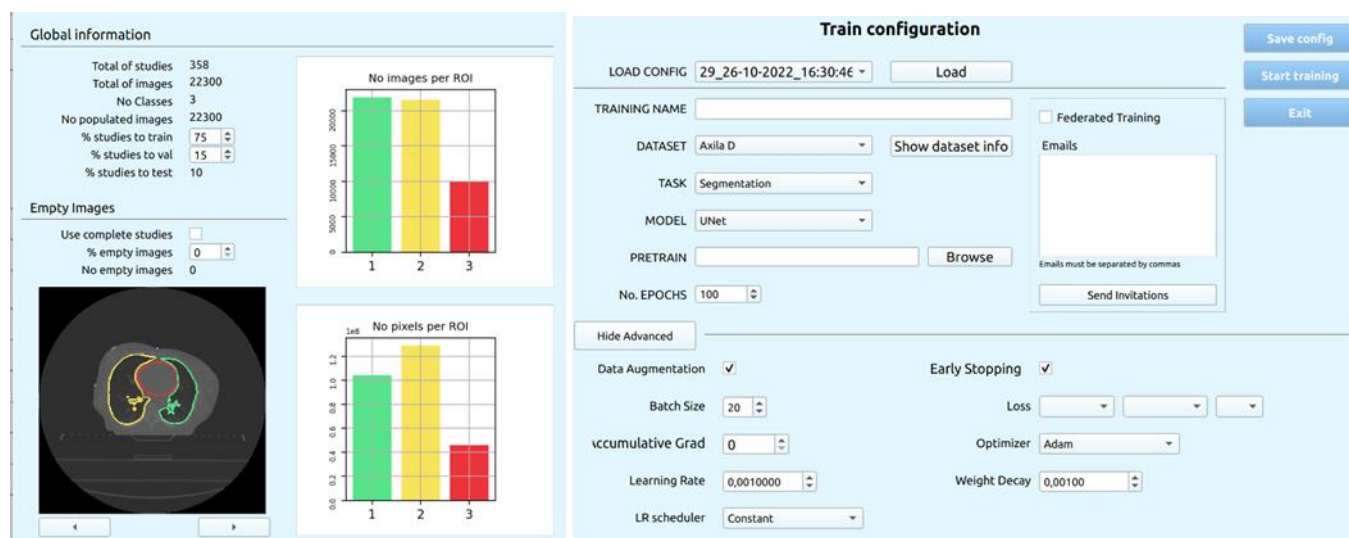 Global information
Total of studies 358
Total of images 22300
No Classes 3
No populated images 22300
% studies to train 75
% studies to val 15
% studies to test 10
Empty Images
Use complete studies
% empty images 0
No empty images 0
No images per ROI
20000
15000
10000
5000
0
1 2 3
1e8 No pixels per ROI
1.2
1.0
0.8
0.6
0.4
0.2
0.0
1 2 3
Train configuration
LOAD CONFIG 29_26-10-2022_16:30:4 Load
TRAINING NAME
DATASET Axila D Show dataset info
TASK Segmentation
MODEL UNet
PRETRAIN Browse
No. EPOCHS 100
Federated Training
Emails
Emails must be separated by commas
Send Invitations
Save config
Start training
Exit
Hide Advanced
Data Augmentation Early Stopping
Batch Size 20 Loss
ccumulative Grad 0 Optimizer Adam
Learning Rate 0,0010000 Weight Decay 0,00100
LR scheduler Constant